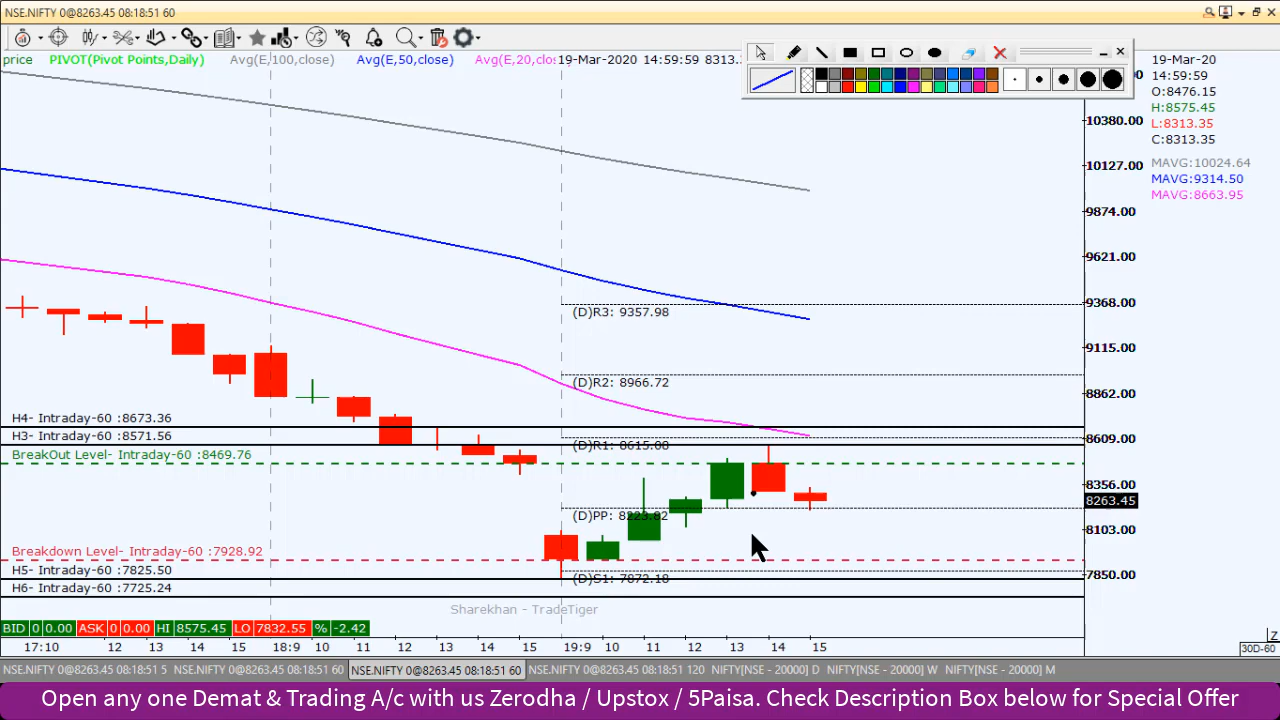 NSE.NIFTY 0@8263.45 08:18:51 60
price PIVOT(Pivot Points,Daily) Avg(E,100,close) Avg(E,50,close) Avg(E,20,clos 19-Mar-2020 14:59:59 8313.
19-Mar-20
14:59:59
O:8476.15
H:8575.45
L:8313.35
C:8313.35
MAVG:10024.64
MAVG:9314.50
MAVG:8663.95
10380.00
10127.00
9874.00
9621.00
9368.00
9115.00
8862.00
8609.00
8356.00
8263.45
8103.00
7850.00
(D)R3: 9357.98
(D)R2: 8966.72
H4- Intraday-60 :8673.36
H3- Intraday-60 :8571.56
(D)R1: 8615.08
BreakOut Level- Intraday-60 :8469.76
(D)PP: 8223.82
Breakdown Level- Intraday-60 :7928.92
H5- Intraday-60 :7825.50
(D)S1: 7872.18
H6- Intraday-60 :7725.24
Sharekhan - TradeTiger
BID 0 0.00 ASK 0 0.00 HI 8575.45 LO 7832.55 % -2.42
17:10 12 13 14 15 18:9 10 11 12 13 14 15 19:9 10 11 12 13 14 15
Z
30D-60
NSE.NIFTY 0@8263.45 08:18:51 5 NSE.NIFTY 0@8263.45 08:18:51 60 NSE.NIFTY 0@8263.45 08:18:51 60 NSE.NIFTY 0@8263.45 08:18:51 120 NIFTY[NSE - 20000] D NIFTY[NSE - 20000] W NIFTY[NSE - 20000] M
Open any one Demat & Trading A/c with us Zerodha / Upstox / 5Paisa. Check Description Box below for Special Offer